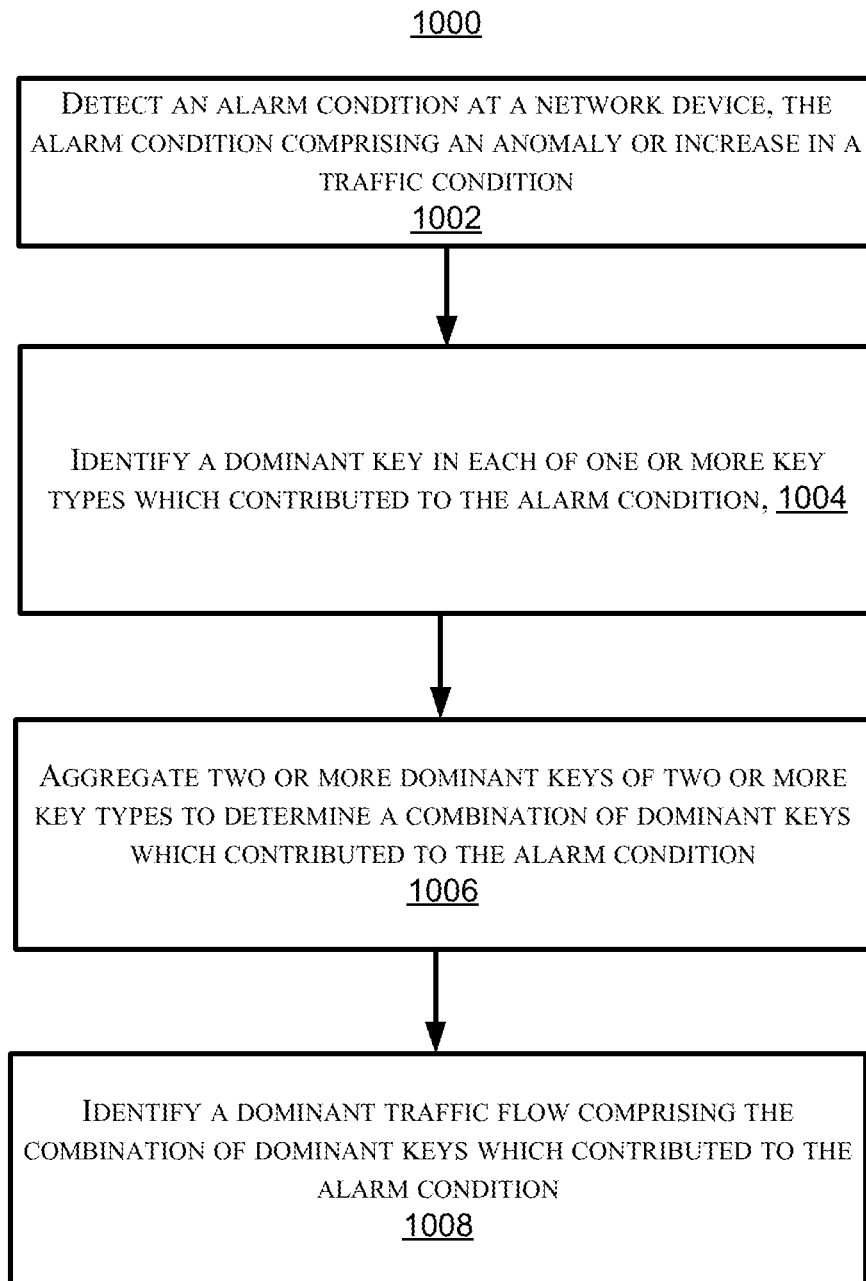 1000
DETECT AN ALARM CONDITION AT A NETWORK DEVICE, THE
ALARM CONDITION COMPRISING AN ANOMALY OR INCREASE IN A
TRAFFIC CONDITION
1002
IDENTIFY A DOMINANT KEY IN EACH OF ONE OR MORE KEY
TYPES WHICH CONTRIBUTED TO THE ALARM CONDITION, 1004
AGGREGATE TWO OR MORE DOMINANT KEYS OF TWO OR MORE
KEY TYPES TO DETERMINE A COMBINATION OF DOMINANT KEYS
WHICH CONTRIBUTED TO THE ALARM CONDITION
1006
IDENTIFY A DOMINANT TRAFFIC FLOW COMPRISING THE
COMBINATION OF DOMINANT KEYS WHICH CONTRIBUTED TO THE
ALARM CONDITION
1008